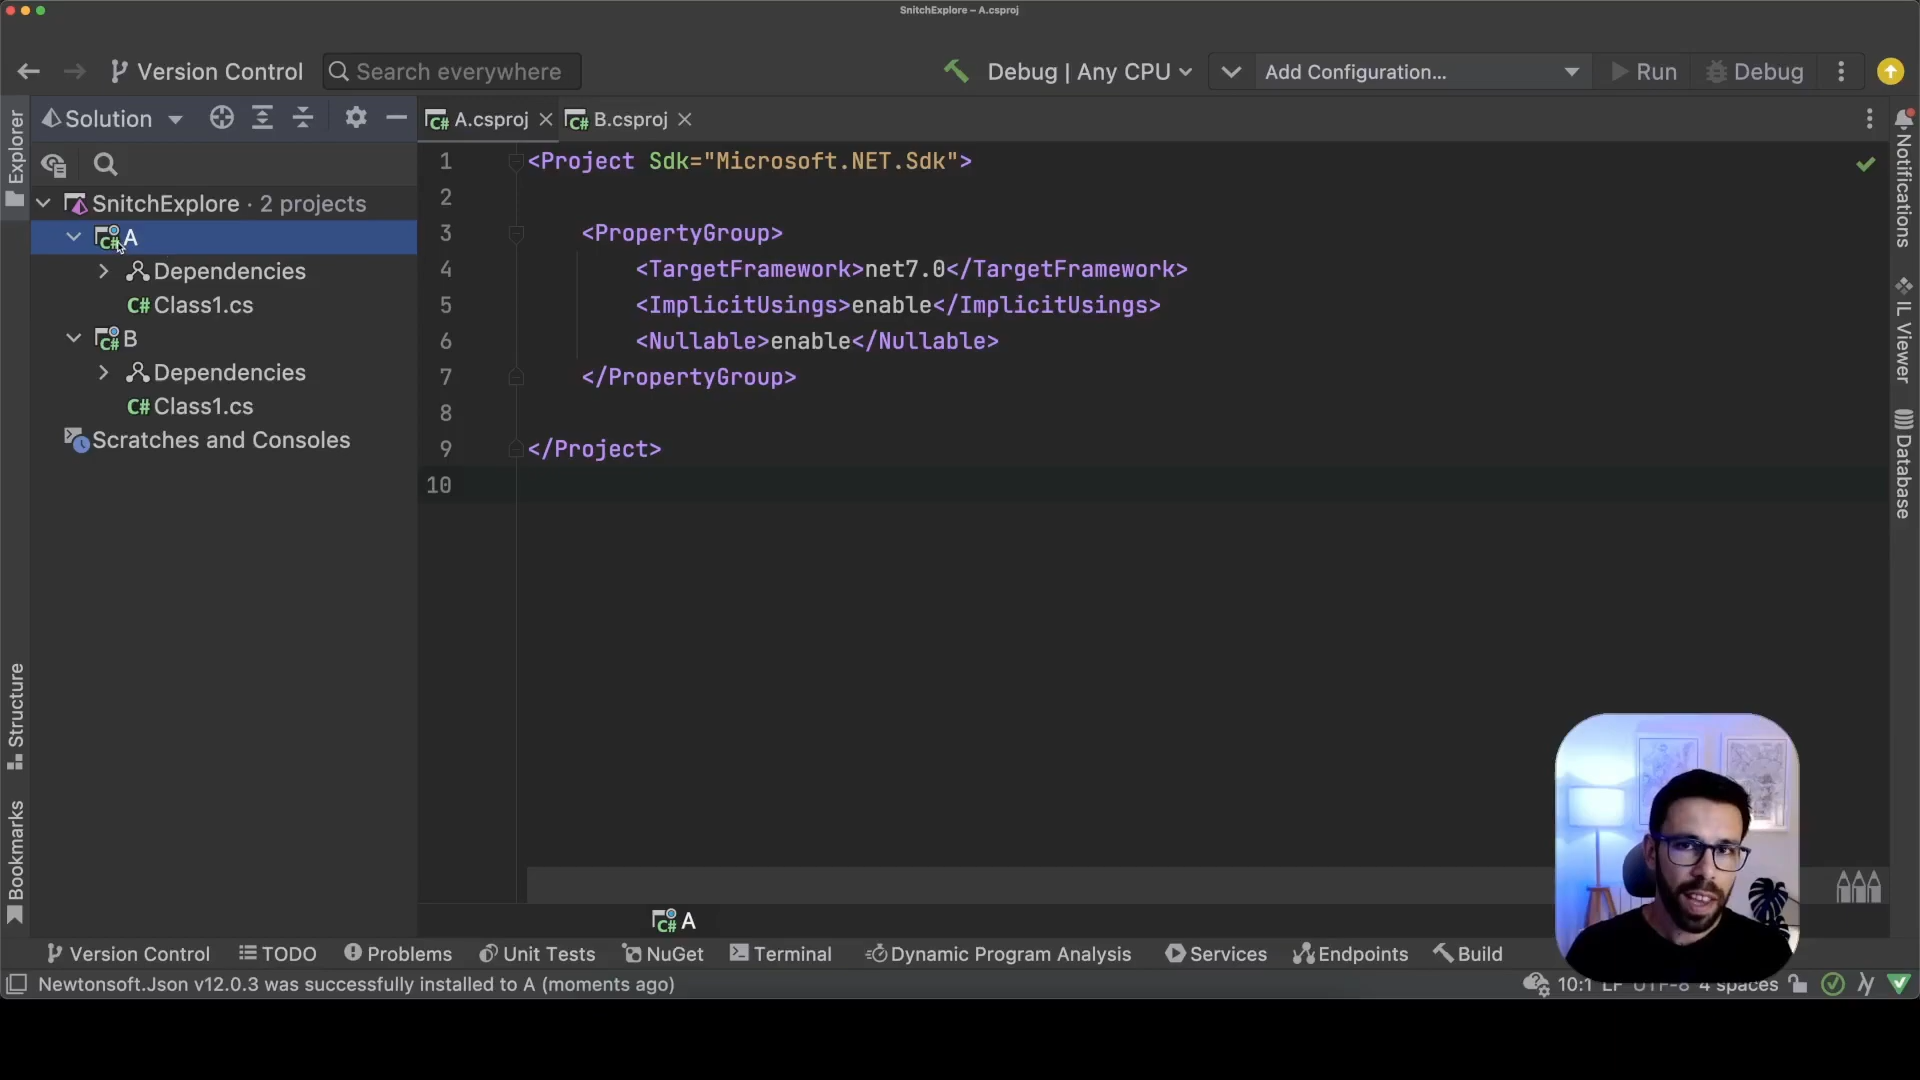 SnitchExplore – A.csproj
Version Control
Search everywhere
Debug | Any CPU
Add Configuration...
Run
Debug
Explorer
Solution
A.csproj
B.csproj
Notifications
IL Viewer
Database
SnitchExplore · 2 projects
A
Dependencies
C# Class1.cs
B
Dependencies
C# Class1.cs
Scratches and Consoles
1 <Project Sdk="Microsoft.NET.Sdk">
2
3 <PropertyGroup>
4 <TargetFramework>net7.0</TargetFramework>
5 <ImplicitUsings>enable</ImplicitUsings>
6 <Nullable>enable</Nullable>
7 </PropertyGroup>
8
9 </Project>
10
Structure
Bookmarks
C# A
Version Control
TODO
Problems
Unit Tests
NuGet
Terminal
Dynamic Program Analysis
Services
Endpoints
Build
Newtonsoft.Json v12.0.3 was successfully installed to A (moments ago)
10:1 LF UTF-8 4 spaces